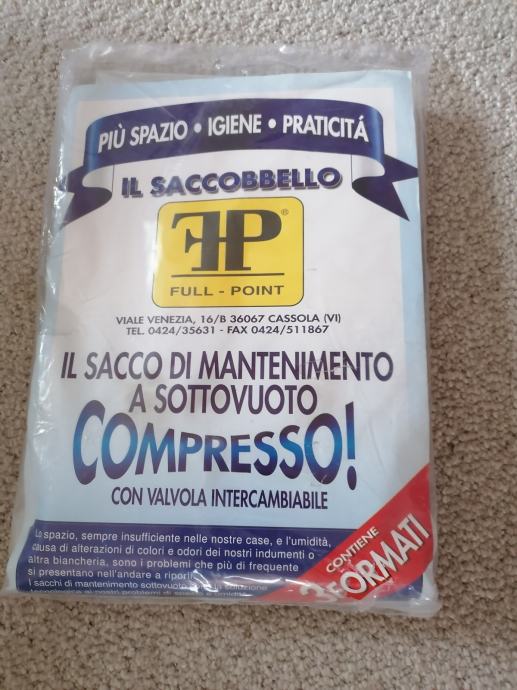 PIÙ SPAZIO • IGIENE • PRATICITÁ
IL SACCOBBELLO
FP®
FULL - POINT
VIALE VENEZIA, 16/B 36067 CASSOLA (VI)
TEL. 0424/35631 - FAX 0424/511867
IL SACCO DI MANTENIMENTO
A SOTTOVUOTO
COMPRESSO!
CON VALVOLA INTERCAMBIABILE
Lo spazio, sempre insufficiente nelle nostre case, e l'umidità,
causa di alterazioni di colori e odori dei nostri indumenti o
altra biancheria, sono i problemi che più di frequente
si presentano nell'andare a
I sacchi di mantenimento sottovuoto la soluzione
CONTIENE
FORMATI